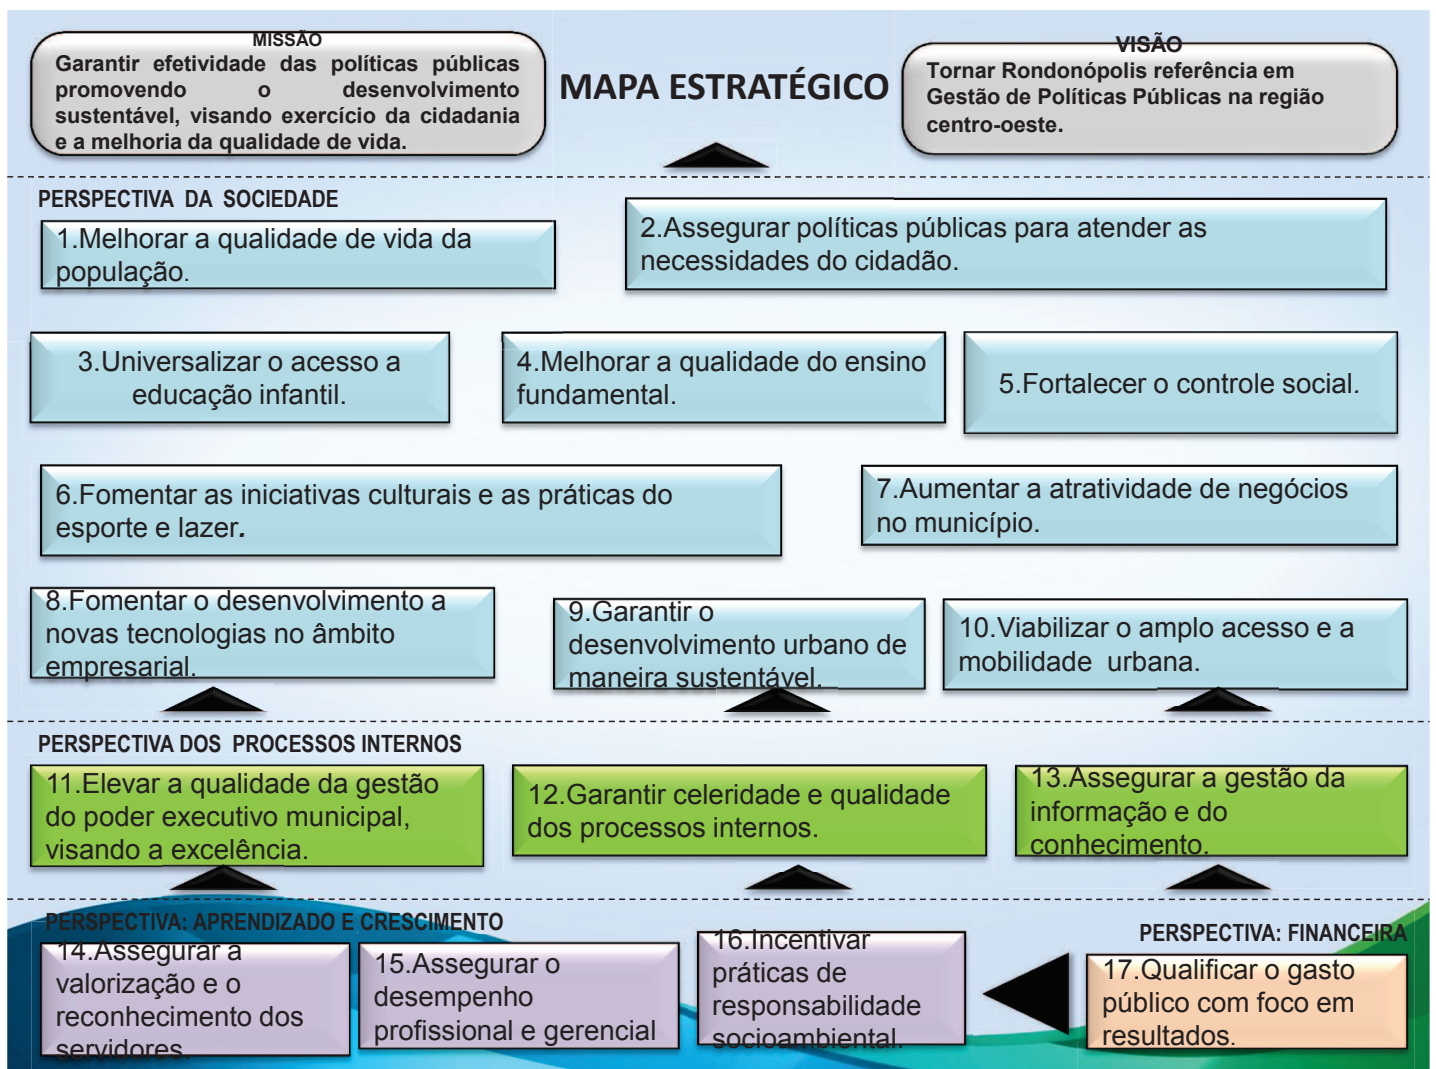 MISSÃO
Garantir efetividade das políticas públicas
promovendo o desenvolvimento
sustentável, visando exercício da cidadania
e a melhoria da qualidade de vida.
MAPA ESTRATÉGICO
VISÃO
Tornar Rondonópolis referência em
Gestão de Políticas Públicas na região
centro-oeste.
PERSPECTIVA DA SOCIEDADE
1.Melhorar a qualidade de vida da
população.
2.Assegurar políticas públicas para atender as
necessidades do cidadão.
3.Universalizar o acesso a
educação infantil.
4.Melhorar a qualidade do ensino
fundamental.
5.Fortalecer o controle social.
6.Fomentar as iniciativas culturais e as práticas do
esporte e lazer.
7.Aumentar a atratividade de negócios
no município.
8.Fomentar o desenvolvimento a
novas tecnologias no âmbito
empresarial.
9.Garantir o
desenvolvimento urbano de
maneira sustentável.
10.Viabilizar o amplo acesso e a
mobilidade urbana.
PERSPECTIVA DOS PROCESSOS INTERNOS
11.Elevar a qualidade da gestão
do poder executivo municipal,
visando a excelência.
12.Garantir celeridade e qualidade
dos processos internos.
13.Assegurar a gestão da
informação e do
conhecimento.
PERSPECTIVA: APRENDIZADO E CRESCIMENTO
14.Assegurar a
valorização e o
reconhecimento dos
servidores.
15.Assegurar o
desempenho
profissional e gerencial
16.Incentivar
práticas de
responsabilidade
socioambiental.
PERSPECTIVA: FINANCEIRA
17.Qualificar o gasto
público com foco em
resultados.